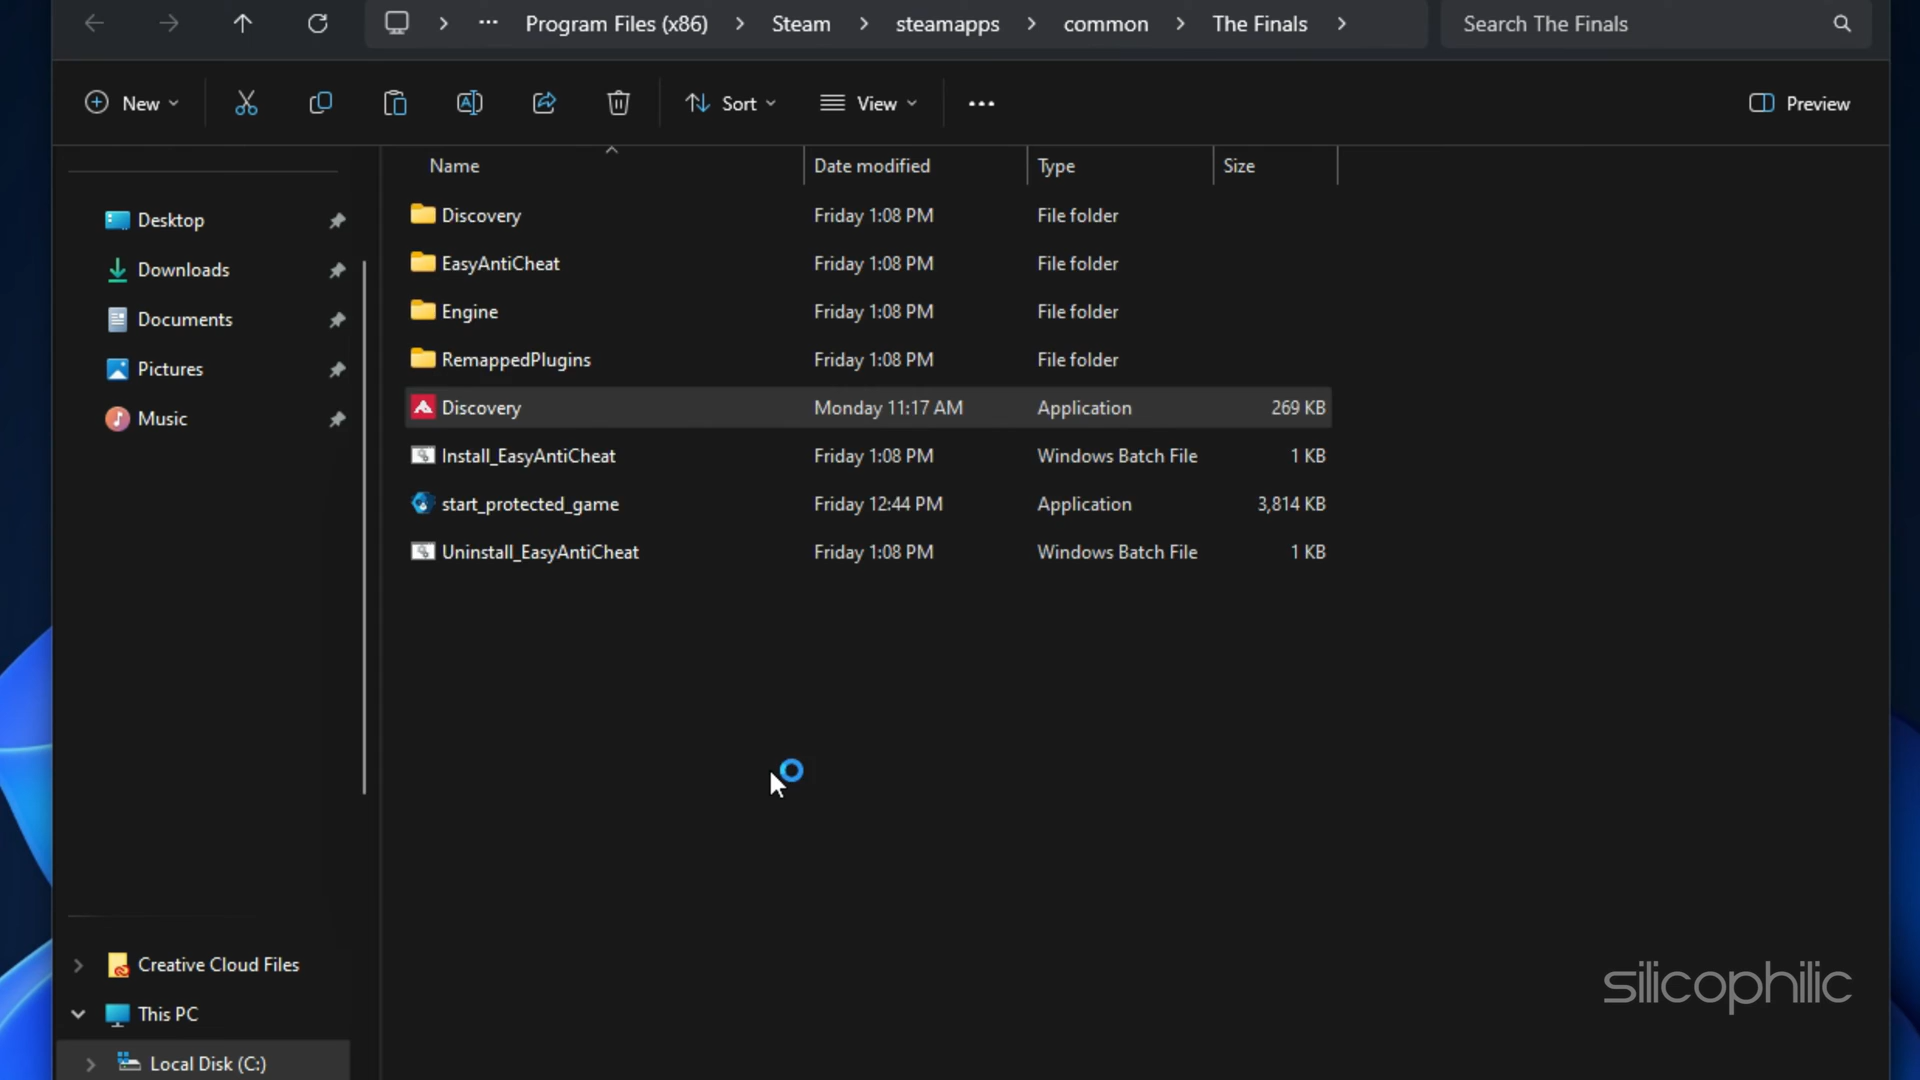 Program Files (x86) > Steam > steamapps > common > The Finals >
Search The Finals
New
Sort
View
Preview
Name Date modified Type Size
Desktop
Downloads
Documents
Pictures
Music
Discovery Friday 1:08 PM File folder
EasyAntiCheat Friday 1:08 PM File folder
Engine Friday 1:08 PM File folder
RemappedPlugins Friday 1:08 PM File folder
Discovery Monday 11:17 AM Application 269 KB
Install_EasyAntiCheat Friday 1:08 PM Windows Batch File 1 KB
start_protected_game Friday 12:44 PM Application 3,814 KB
Uninstall_EasyAntiCheat Friday 1:08 PM Windows Batch File 1 KB
Creative Cloud Files
This PC
Local Disk (C:)
silicophilic